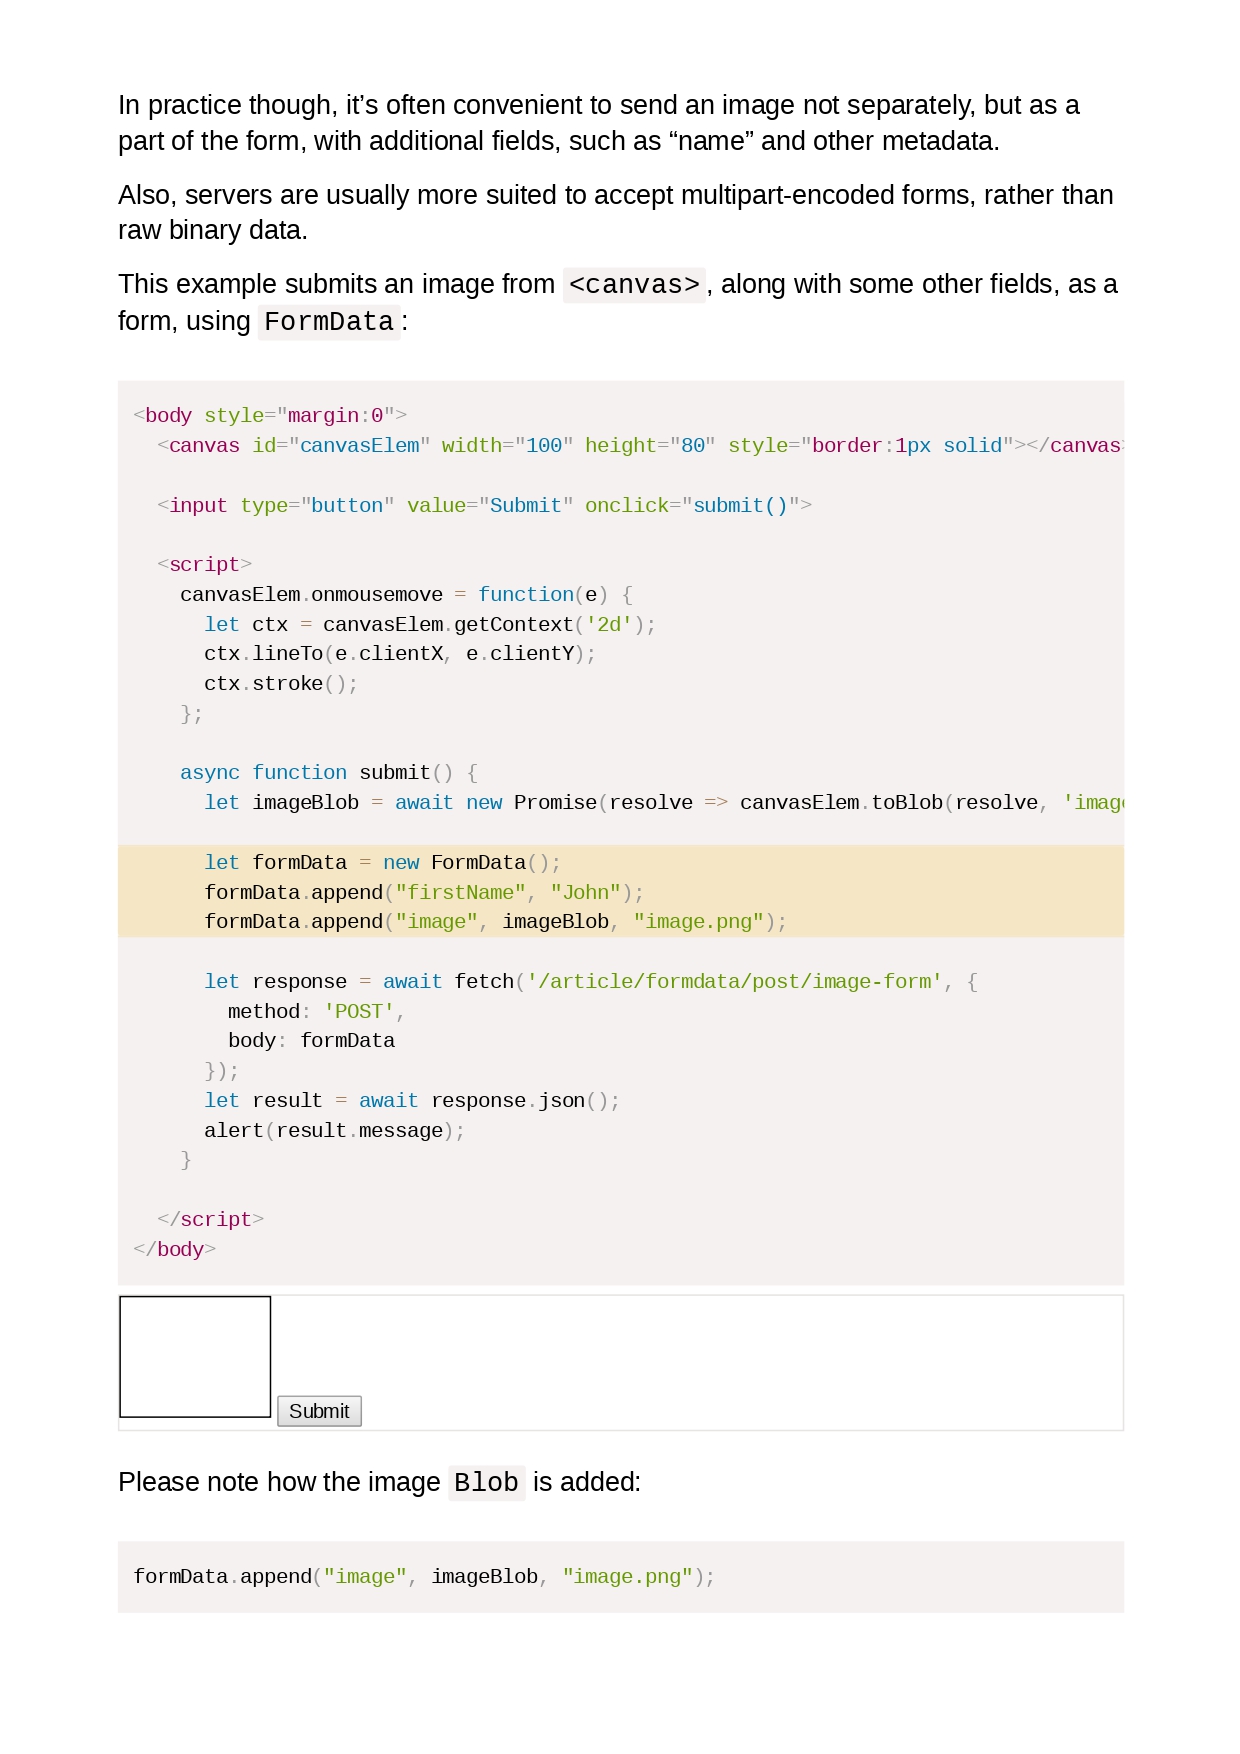 In practice though, it’s often convenient to send an image not separately, but as a
part of the form, with additional fields, such as “name” and other metadata.
Also, servers are usually more suited to accept multipart-encoded forms, rather than
raw binary data.
This example submits an image from <canvas>, along with some other fields, as a
form, using FormData:
<body style="margin:0">
  <canvas id="canvasElem" width="100" height="80" style="border:1px solid"></canvas>
  <input type="button" value="Submit" onclick="submit()">
  <script>
    canvasElem.onmousemove = function(e) {
      let ctx = canvasElem.getContext('2d');
      ctx.lineTo(e.clientX, e.clientY);
      ctx.stroke();
    };
    async function submit() {
      let imageBlob = await new Promise(resolve => canvasElem.toBlob(resolve, 'image
      let formData = new FormData();
      formData.append("firstName", "John");
      formData.append("image", imageBlob, "image.png");
      let response = await fetch('/article/formdata/post/image-form', {
        method: 'POST',
        body: formData
      });
      let result = await response.json();
      alert(result.message);
    }
  </script>
</body>
Submit
Please note how the image Blob is added:
formData.append("image", imageBlob, "image.png");